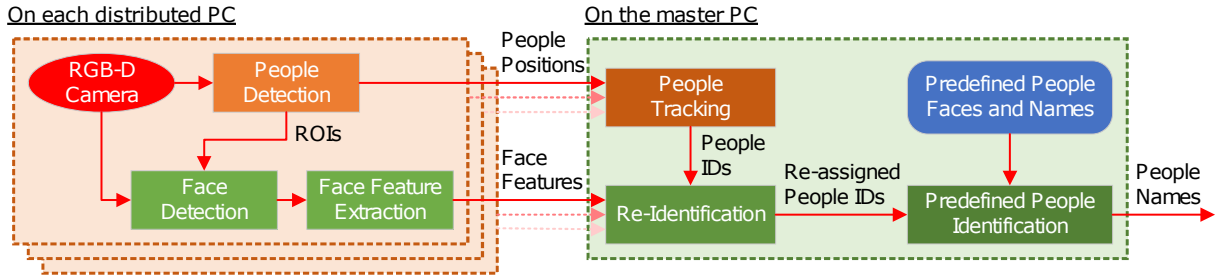 On each distributed PC
On the master PC
RGB-D
Camera
People
Detection
People
Positions
People
Tracking
Predefined People
Faces and Names
ROIs
People
IDs
Face
Detection
Face Feature
Extraction
Face
Features
Re-Identification
Re-assigned
People IDs
Predefined People
Identification
People
Names